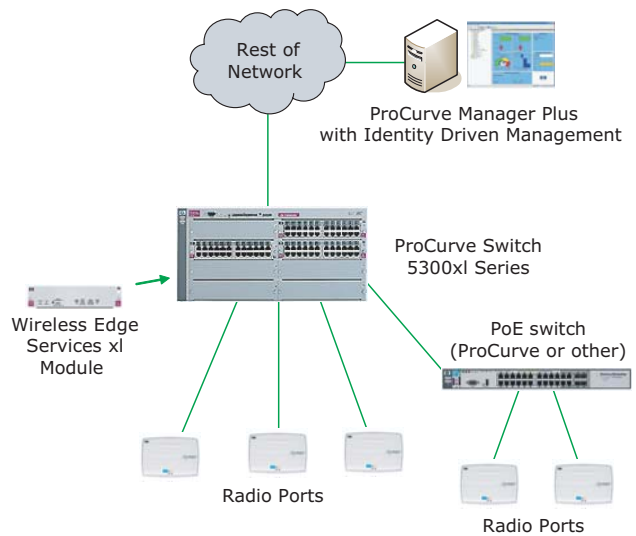 Rest of
Network
ProCurve Manager Plus
with Identity Driven Management
ProCurve Switch
5300xl Series
Wireless Edge
Services xl
Module
PoE switch
(ProCurve or other)
Radio Ports
Radio Ports